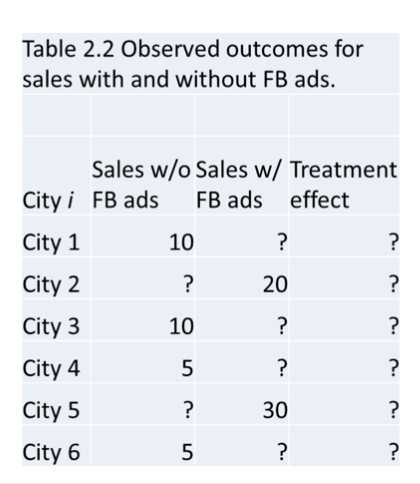 Table 2.2 Observed outcomes for
sales with and without FB ads.
Sales w/o Sales w/ Treatment
City i FB ads FB ads effect
City 1 10 ? ?
City 2 ? 20 ?
City 3 10 ? ?
City 4 5 ? ?
City 5 ? 30 ?
City 6 5 ? ?